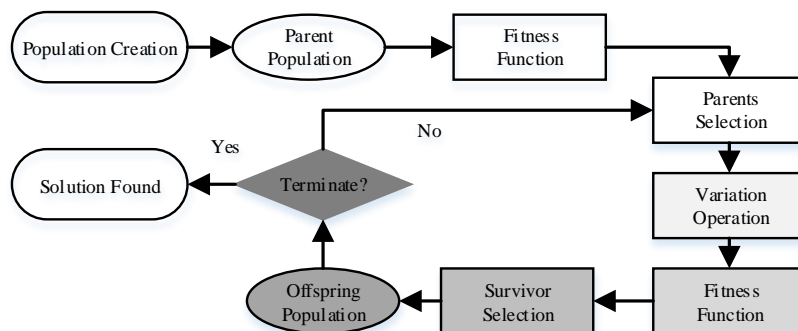 Population Creation
Parent
Population
Fitness
Function
Parents
Selection
No
Yes
Solution Found
Terminate?
Variation
Operation
Offspring
Population
Survivor
Selection
Fitness
Function